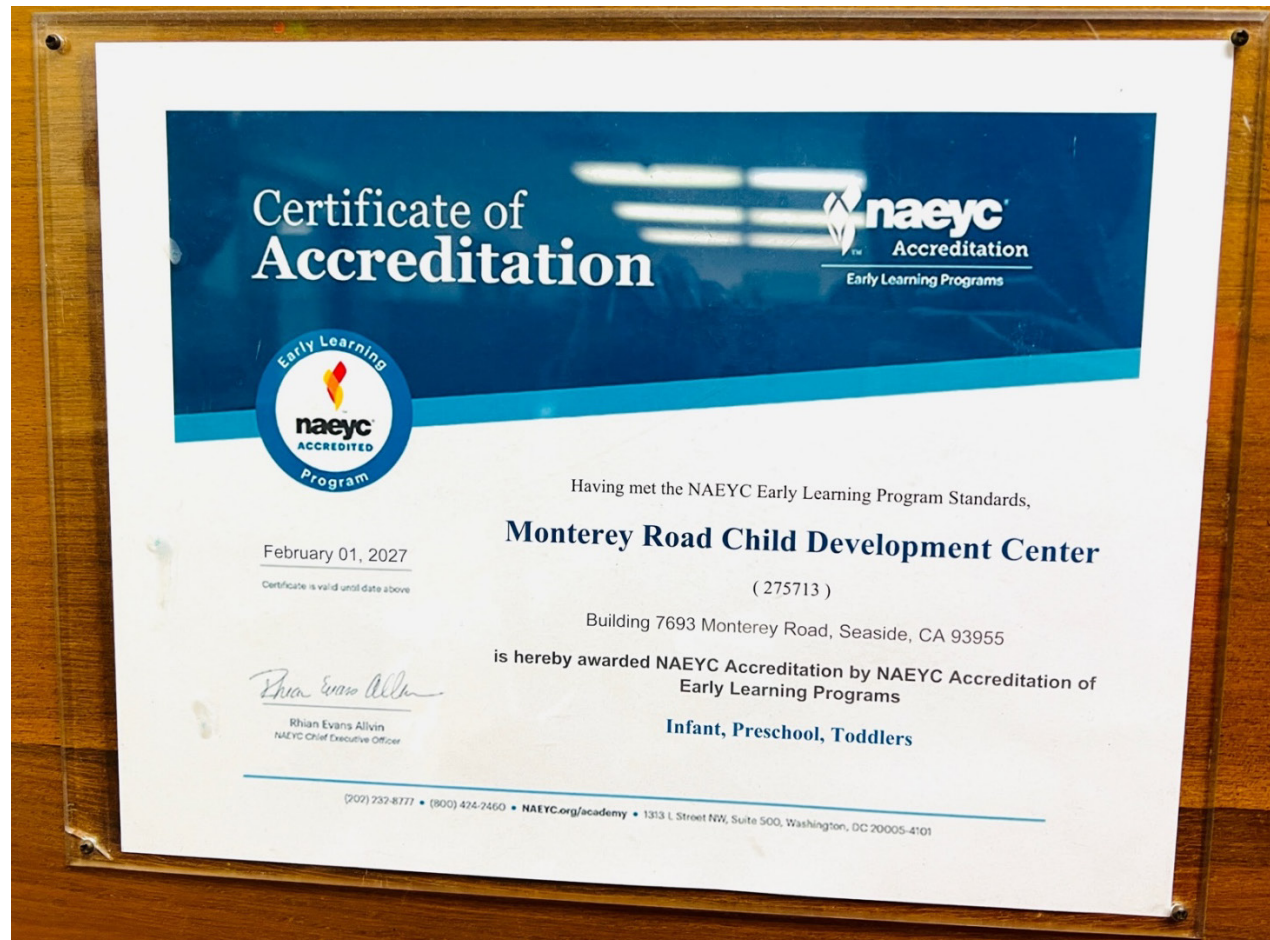 Certificate of
Accreditation
naeyc
Accreditation
Early Learning Programs
Early Learning
naeyc
ACCREDITED
Program
Having met the NAEYC Early Learning Program Standards,
Monterey Road Child Development Center
( 275713 )
Building 7693 Monterey Road, Seaside, CA 93955
is hereby awarded NAEYC Accreditation by NAEYC Accreditation of
Early Learning Programs
Infant, Preschool, Toddlers
February 01, 2027
Certificate is valid until date above
Rhian Evans Allvin
Rhian Evans Allvin
NAEYC Chief Executive Officer
(202) 232-8777 • (800) 424-2460 • NAEYC.org/academy • 1313 L Street NW, Suite 500, Washington, DC 20005-4101